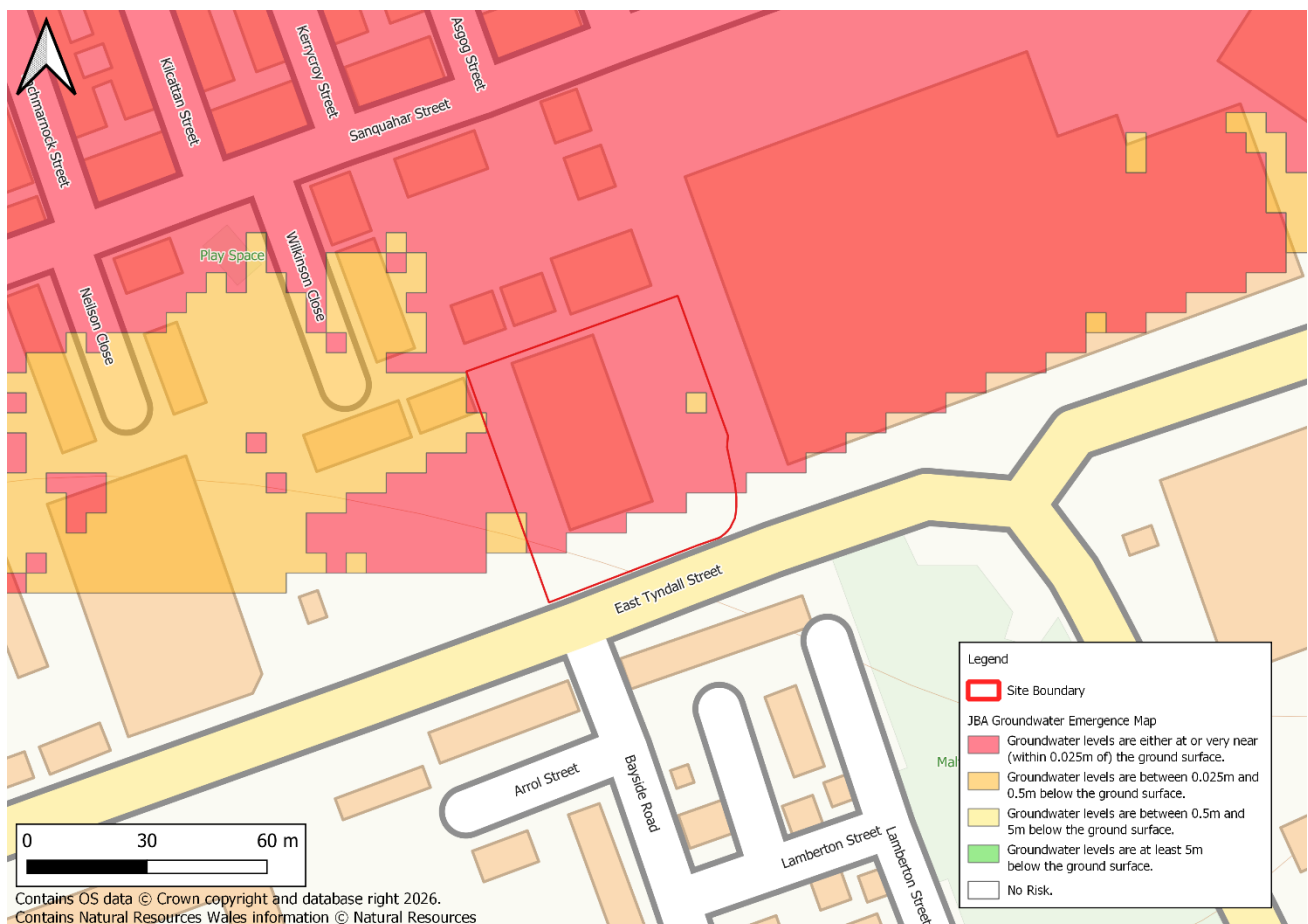 Kilcattan Street
Kerrycroy Street
Asgog Street
chmarnock Street
Sanquahar Street
Play Space
Wilkinson Close
Neilson Close
East Tyndall Street
Bayside Road
Arrol Street
Lamberton Street
Lamberton Street
Mal
Legend
Site Boundary
JBA Groundwater Emergence Map
Groundwater levels are either at or very near
(within 0.025m of) the ground surface.
Groundwater levels are between 0.025m and
0.5m below the ground surface.
Groundwater levels are between 0.5m and
5m below the ground surface.
Groundwater levels are at least 5m
below the ground surface.
No Risk.
0 30 60 m
Contains OS data © Crown copyright and database right 2026.
Contains Natural Resources Wales information © Natural Resources